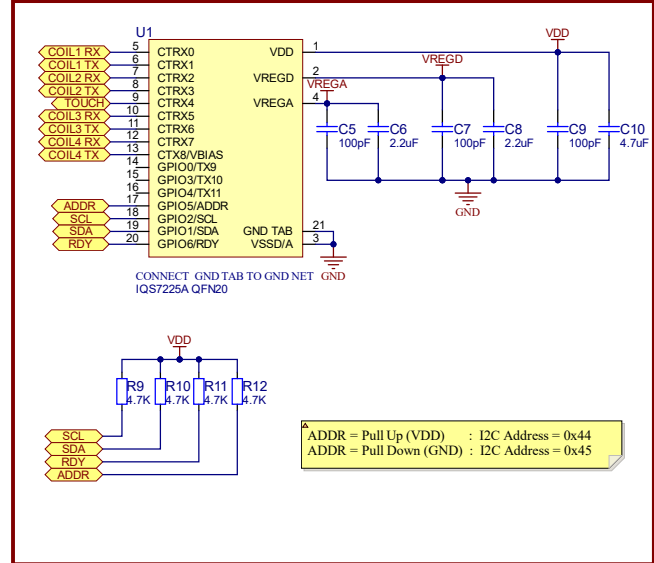 U1
COIL1 RX 5 CTRX0 VDD 1 VDD
COIL1 TX 6 CTRX1
COIL2 RX 7 CTRX2 VREGD 2 VREGD
COIL2 TX 8 CTRX3 VREGA
TOUCH 9 CTRX4 VREGA 4
COIL3 RX 10 CTRX5
COIL3 TX 11 CTRX6
COIL4 RX 12 CTRX7
COIL4 TX 13 CTX8/VBIAS
C5 C6 C7 C8 C9 C10
100pF 2.2uF 100pF 2.2uF 100pF 4.7uF
14 GPIO0/TX9
15 GPIO3/TX10
16 GPIO4/TX11
ADDR 17 GPIO5/ADDR
SCL 18 GPIO2/SCL GND
SDA 19 GPIO1/SDA GND TAB 21
RDY 20 GPIO6/RDY VSSD/A 3
CONNECT GND TAB TO GND NET GND
IQS7225A QFN20
VDD
R9 R10 R11 R12
4.7K 4.7K 4.7K 4.7K
SCL
SDA
RDY
ADDR
ADDR = Pull Up (VDD) : I2C Address = 0x44
ADDR = Pull Down (GND) : I2C Address = 0x45